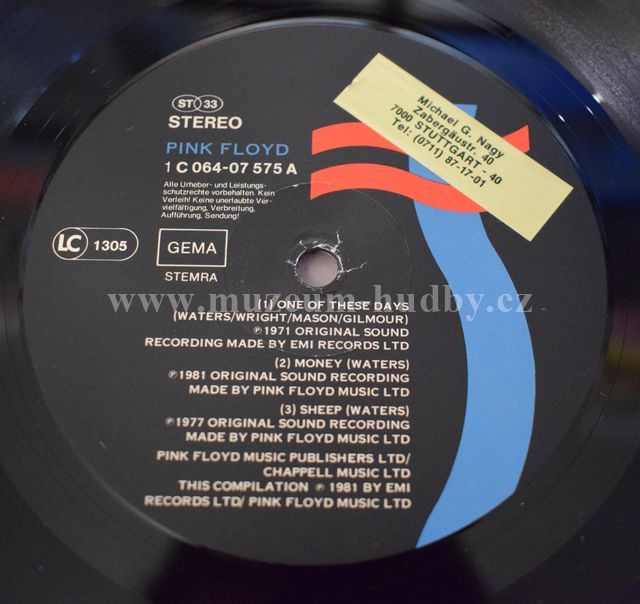 ST 33
STEREO
PINK FLOYD
1 C 064-07 575 A
Alle Urheber- und Leistungs-
schutzrechte vorbehalten. Kein
Verleih! Keine unerlaubte Ver-
vielfältigung, Verbreitung,
Aufführung, Sendung!
LC 1305
GEMA
STEMRA
Michael G. Nagy
Zabergäustr. 40
7000 STUTTGART - 40
Tel: (0711) 87-17-01
www.muzeum-hudby.cz
(1) ONE OF THESE DAYS
(WATERS/WRIGHT/MASON/GILMOUR)
℗1971 ORIGINAL SOUND
RECORDING MADE BY EMI RECORDS LTD
(2) MONEY (WATERS)
℗1981 ORIGINAL SOUND RECORDING
MADE BY PINK FLOYD MUSIC LTD
(3) SHEEP (WATERS)
℗1977 ORIGINAL SOUND RECORDING
MADE BY PINK FLOYD MUSIC LTD
PINK FLOYD MUSIC PUBLISHERS LTD/
CHAPPELL MUSIC LTD
THIS COMPILATION ℗ 1981 BY EMI
RECORDS LTD/ PINK FLOYD MUSIC LTD